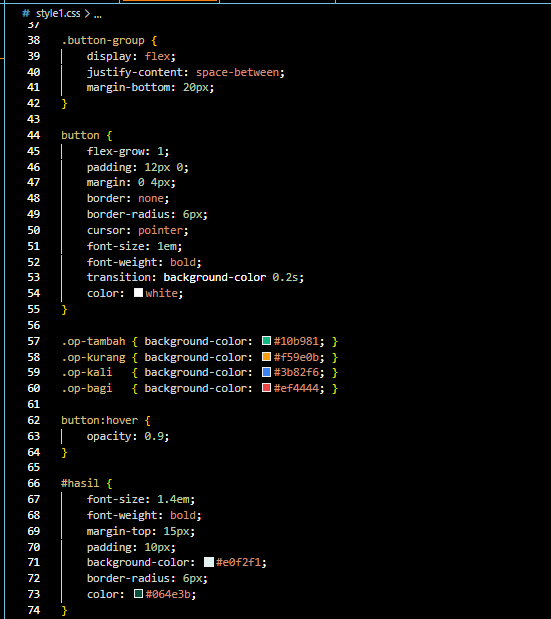 # style1.css > ...
37
38 .button-group {
39     display: flex;
40     justify-content: space-between;
41     margin-bottom: 20px;
42 }
43
44 button {
45     flex-grow: 1;
46     padding: 12px 0;
47     margin: 0 4px;
48     border: none;
49     border-radius: 6px;
50     cursor: pointer;
51     font-size: 1em;
52     font-weight: bold;
53     transition: background-color 0.2s;
54     color: white;
55 }
56
57 .op-tambah { background-color: #10b981; }
58 .op-kurang { background-color: #f59e0b; }
59 .op-kali   { background-color: #3b82f6; }
60 .op-bagi   { background-color: #ef4444; }
61
62 button:hover {
63     opacity: 0.9;
64 }
65
66 #hasil {
67     font-size: 1.4em;
68     font-weight: bold;
69     margin-top: 15px;
70     padding: 10px;
71     background-color: #e0f2f1;
72     border-radius: 6px;
73     color: #064e3b;
74 }